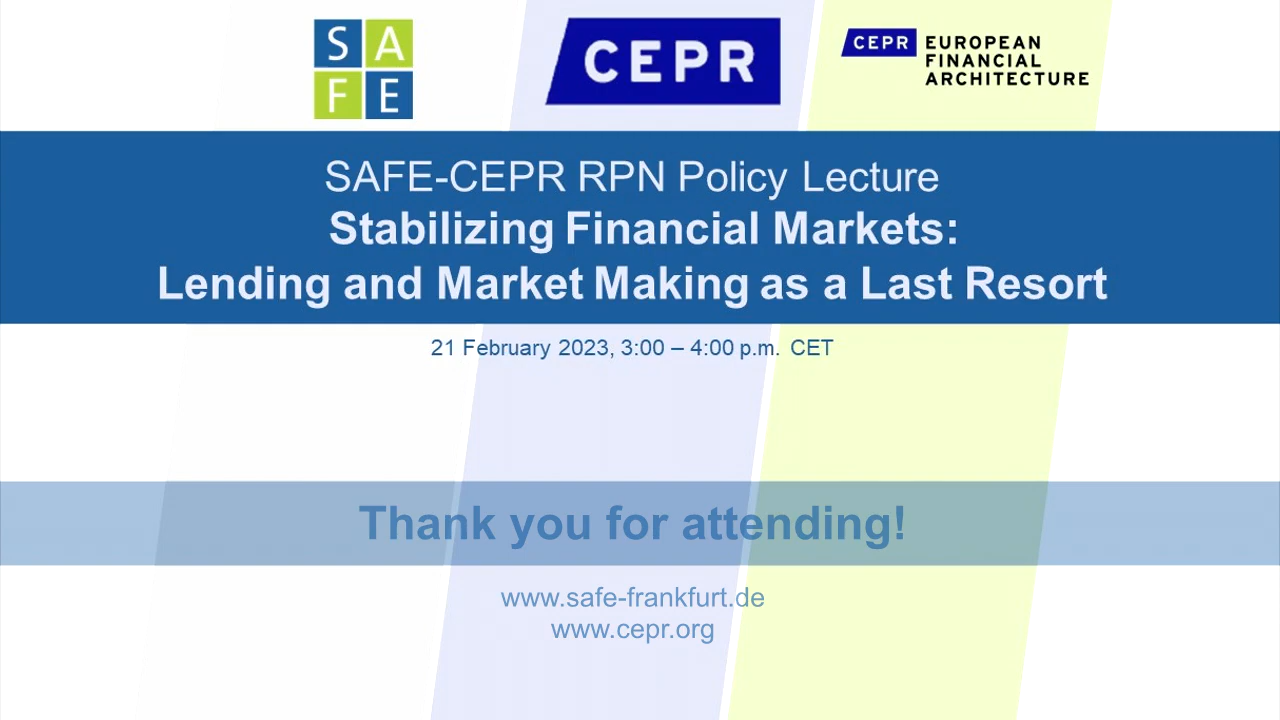 SAFE
CEPR
CEPR EUROPEAN
FINANCIAL
ARCHITECTURE
SAFE-CEPR RPN Policy Lecture
Stabilizing Financial Markets:
Lending and Market Making as a Last Resort
21 February 2023, 3:00 – 4:00 p.m. CET
Thank you for attending!
www.safe-frankfurt.de
www.cepr.org